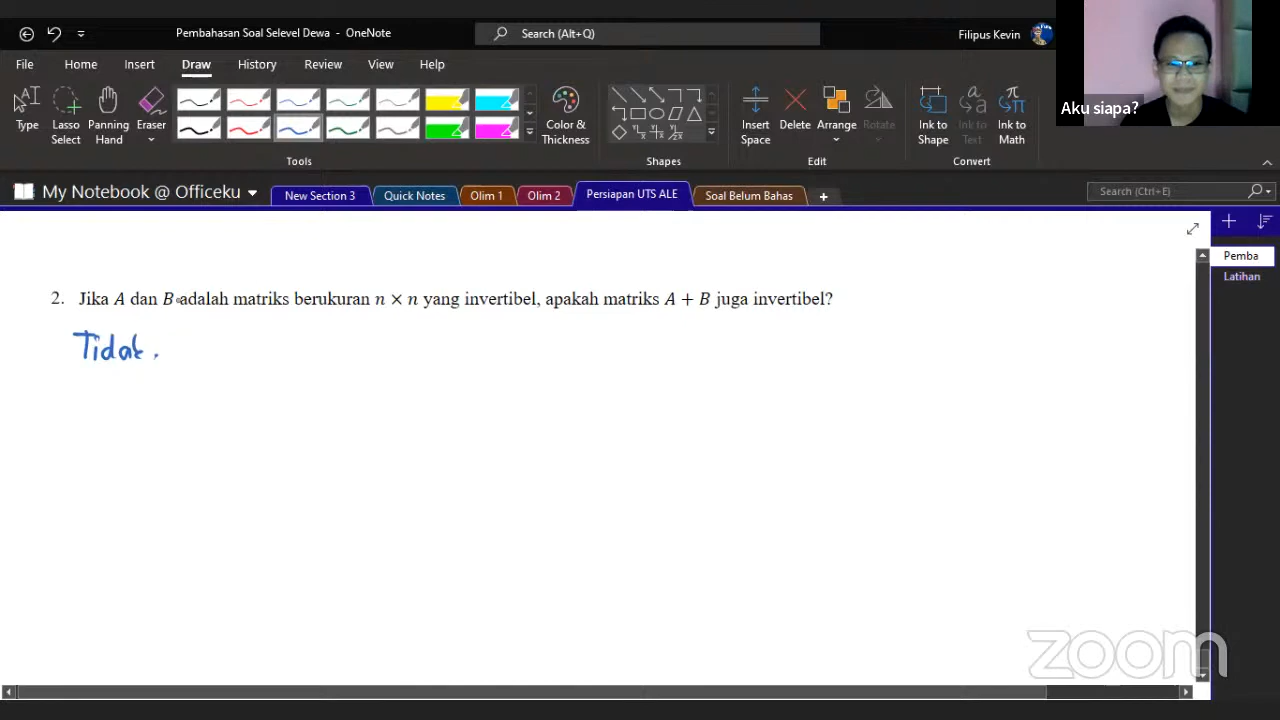 Pembahasan Soal Selevel Dewa - OneNote
Search (Alt+Q)
Filipus Kevin
File Home Insert Draw History Review View Help
Aku siapa?
Type
Lasso Select
Panning Hand
Eraser
Color & Thickness
Insert Space
Delete
Arrange
Rotate
Ink to Shape
Ink to Text
Ink to Math
Tools
Shapes
Edit
Convert
My Notebook @ Officeku
New Section 3
Quick Notes
Olim 1
Olim 2
Persiapan UTS ALE
Soal Belum Bahas
Search (Ctrl+E)
Pemba
Latihan
2. Jika A dan B adalah matriks berukuran n × n yang invertibel, apakah matriks A + B juga invertibel?
Tidak.
zoom